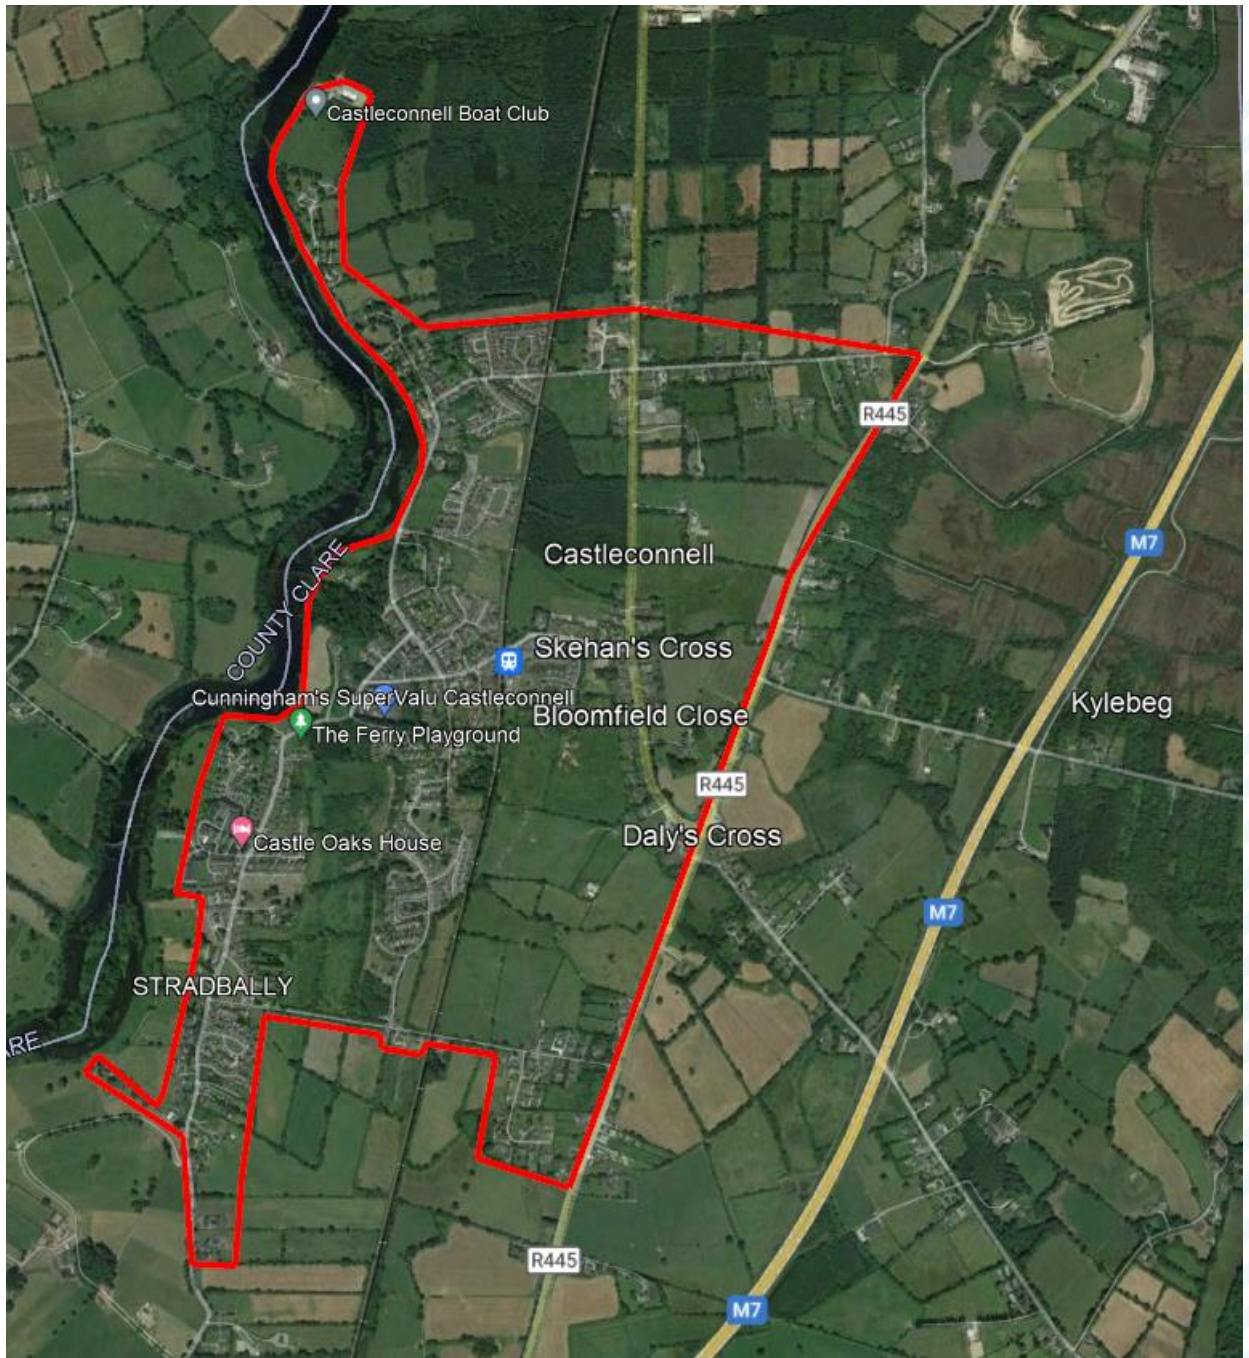 Castleconnell Boat Club
R445
M7
Castleconnell
COUNTY CLARE
Skehan's Cross
Cunningham's SuperValu Castleconnell
Kylebeg
Bloomfield Close
The Ferry Playground
R445
Daly's Cross
Castle Oaks House
M7
STRADBALLY
ARE
R445
M7